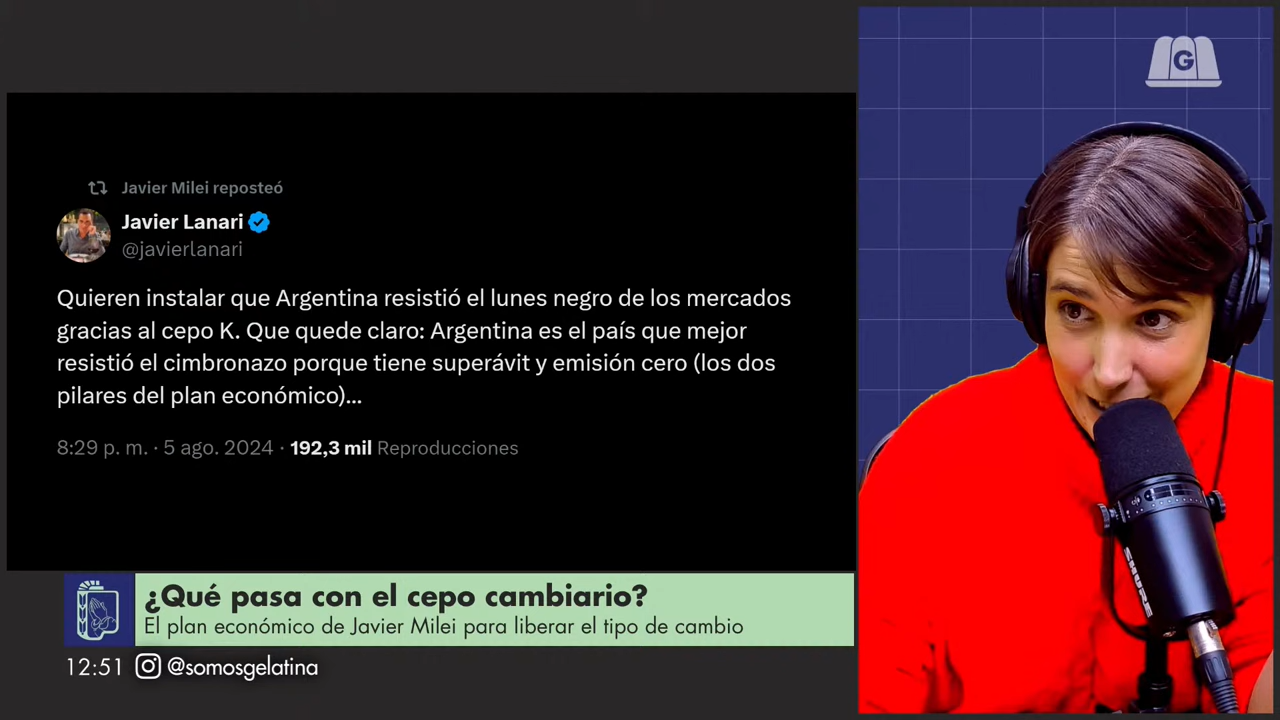 G
Javier Milei reposteó
Javier Lanari
@javierlanari
Quieren instalar que Argentina resistió el lunes negro de los mercados
gracias al cepo K. Que quede claro: Argentina es el país que mejor
resistió el cimbronazo porque tiene superávit y emisión cero (los dos
pilares del plan económico)...
8:29 p. m. · 5 ago. 2024 · 192,3 mil Reproducciones
SHURE
¿Qué pasa con el cepo cambiario?
El plan económico de Javier Milei para liberar el tipo de cambio
12:51 @somosgelatina